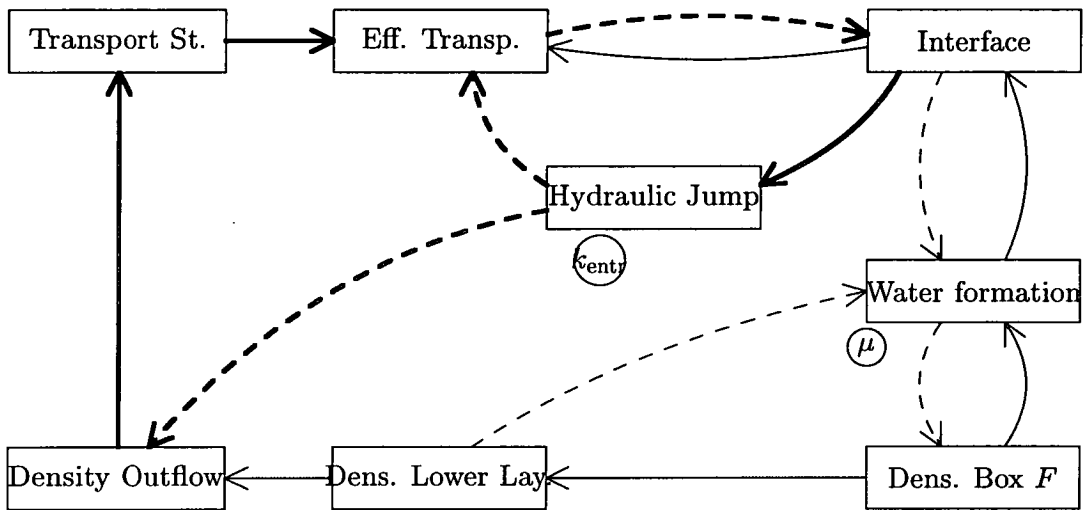 Transport St.
Eff. Transp.
Interface
Hydraulic Jump
k_entr
Water formation
μ
Density Outflow
Dens. Lower Lay.
Dens. Box F